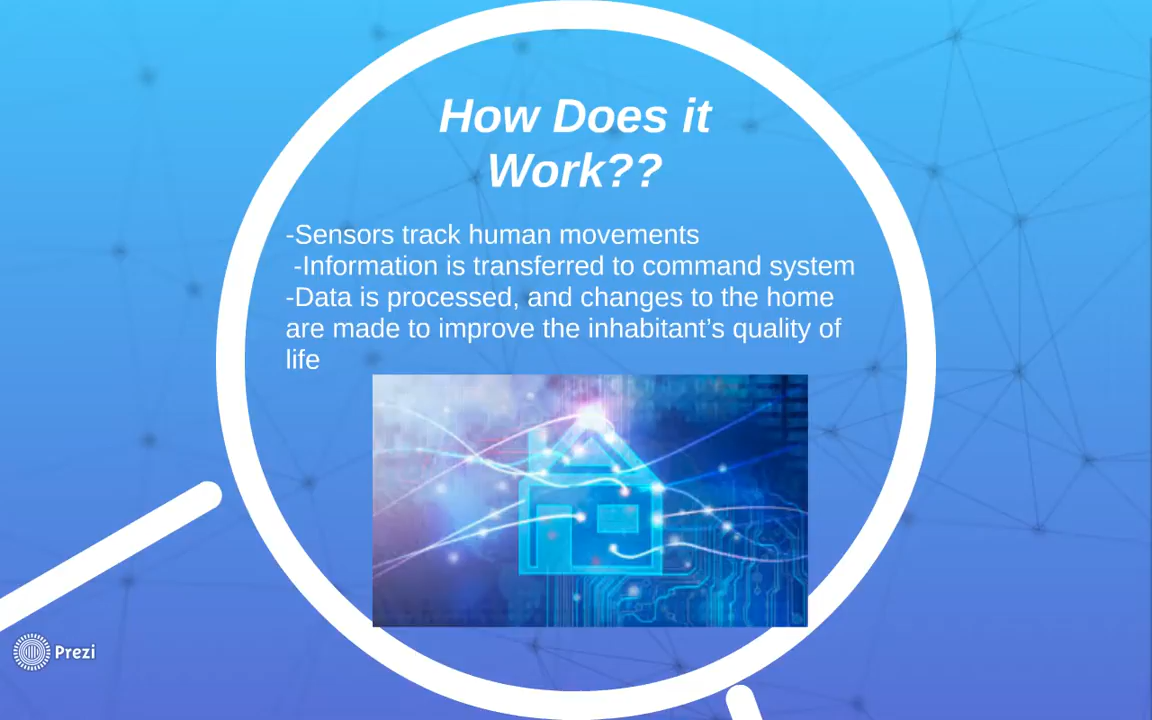 How Does it
Work??
-Sensors track human movements
-Information is transferred to command system
-Data is processed, and changes to the home
are made to improve the inhabitant’s quality of
life
Prezi